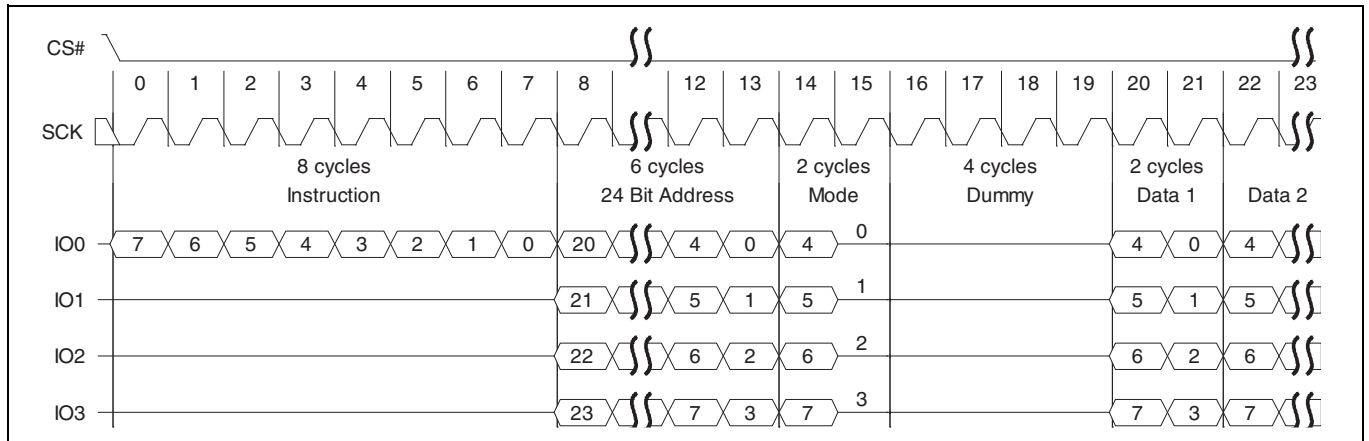 CS#
0 1 2 3 4 5 6 7 8 12 13 14 15 16 17 18 19 20 21 22 23
SCK
8 cycles 6 cycles 2 cycles 4 cycles 2 cycles
Instruction 24 Bit Address Mode Dummy Data 1 Data 2
IO0 7 6 5 4 3 2 1 0 20 4 0 4 0 4 0 4
IO1 21 5 1 5 1 5 1 5
IO2 22 6 2 6 2 6 2 6
IO3 23 7 3 7 3 7 3 7